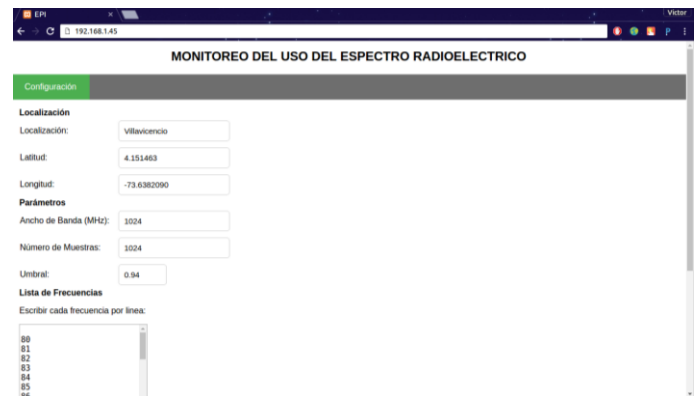 EPI
Victor
192.168.1.45
MONITOREO DEL USO DEL ESPECTRO RADIOELECTRICO
Configuración
Localización
Localización: Villavicencio
Latitud: 4.151463
Longitud: -73.6382090
Parámetros
Ancho de Banda (MHz): 1024
Número de Muestras: 1024
Umbral: 0.94
Lista de Frecuencias
Escribir cada frecuencia por linea:
80
81
82
83
84
85
86